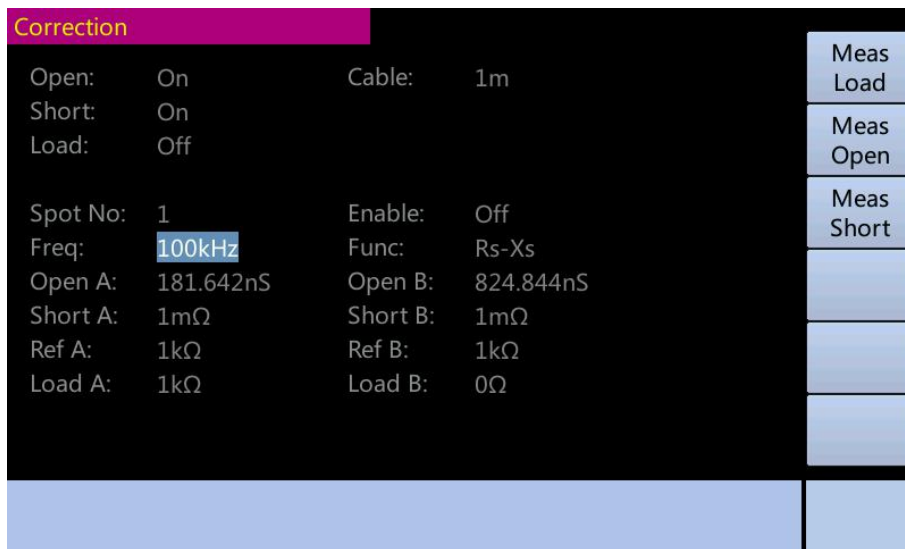 Correction
Open: On Cable: 1m
Short: On
Load: Off
Spot No: 1 Enable: Off
Freq: 100kHz Func: Rs-Xs
Open A: 181.642nS Open B: 824.844nS
Short A: 1mΩ Short B: 1mΩ
Ref A: 1kΩ Ref B: 1kΩ
Load A: 1kΩ Load B: 0Ω
Meas
Load
Meas
Open
Meas
Short